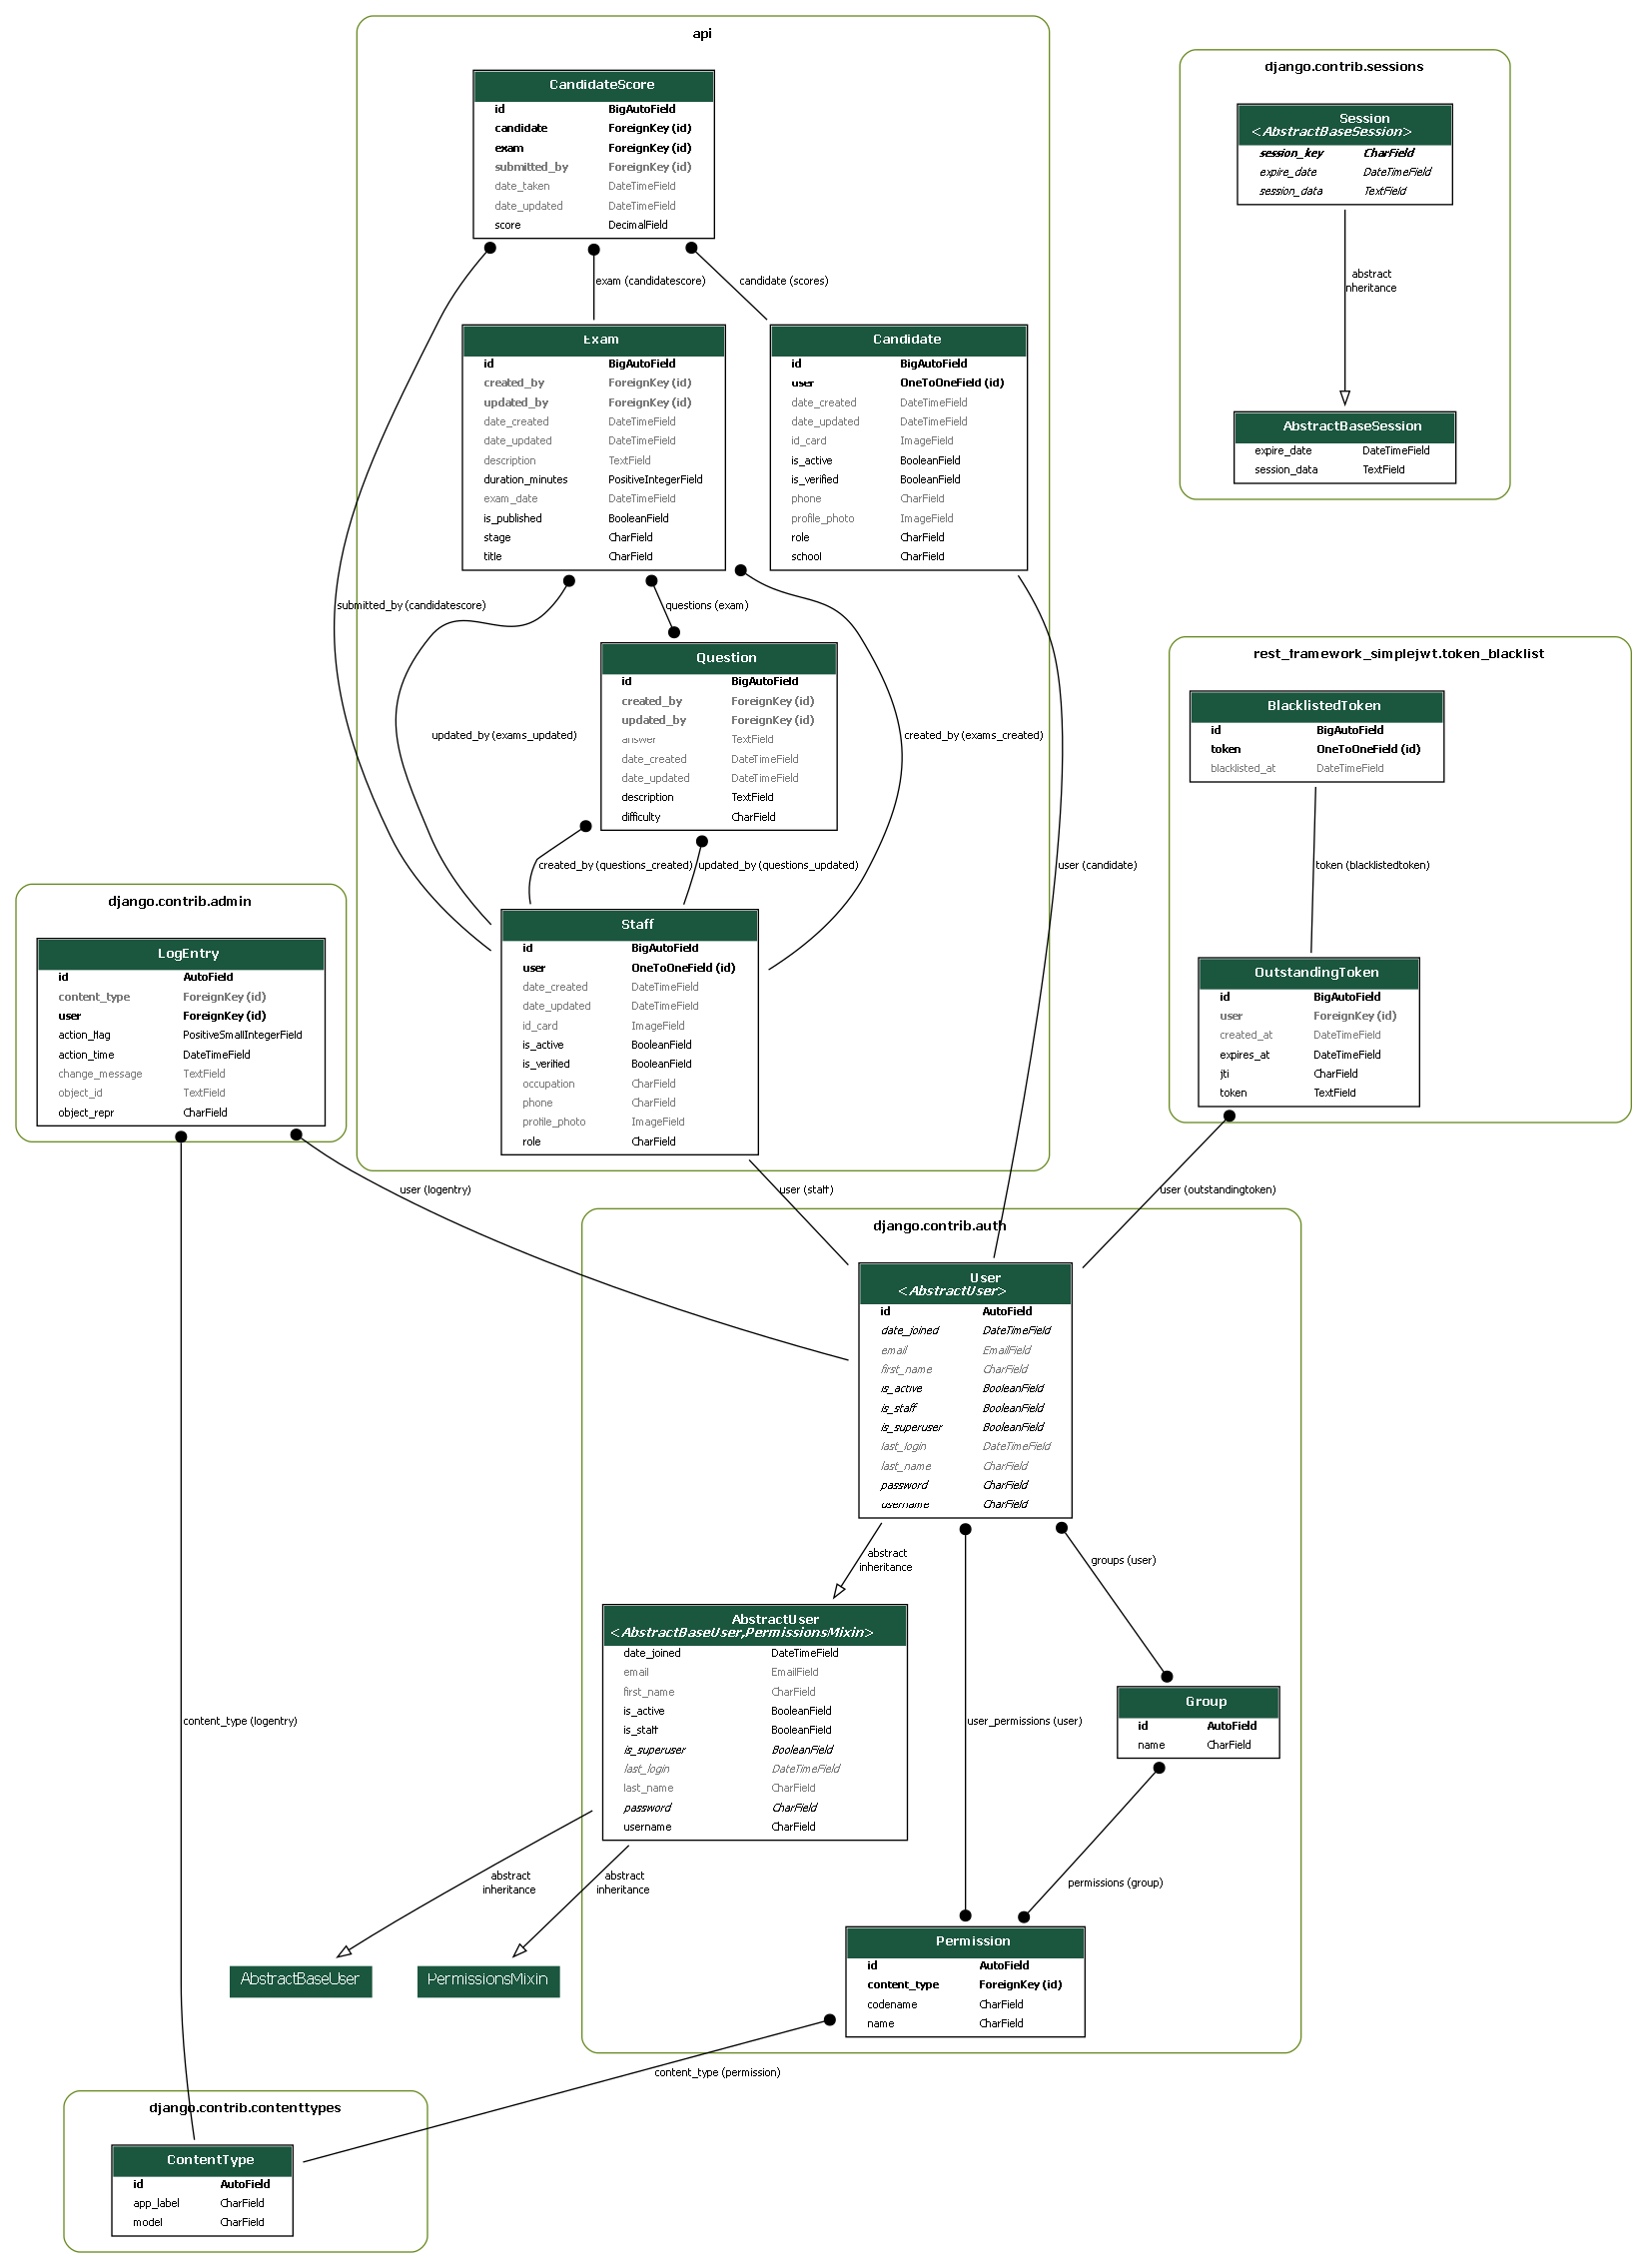 api
CandidateScore
id BigAutoField
candidate ForeignKey (id)
exam ForeignKey (id)
submitted_by ForeignKey (id)
date_taken DateTimeField
date_updated DateTimeField
score DecimalField
exam (candidatescore)
candidate (scores)
Exam
id BigAutoField
created_by ForeignKey (id)
updated_by ForeignKey (id)
date_created DateTimeField
date_updated DateTimeField
description TextField
duration_minutes PositiveIntegerField
exam_date DateTimeField
is_published BooleanField
stage CharField
title CharField
Candidate
id BigAutoField
user OneToOneField (id)
date_created DateTimeField
date_updated DateTimeField
id_card ImageField
is_active BooleanField
is_verified BooleanField
phone CharField
profile_photo ImageField
role CharField
school CharField
submitted_by (candidatescore)
questions (exam)
Question
id BigAutoField
created_by ForeignKey (id)
updated_by ForeignKey (id)
answer TextField
date_created DateTimeField
date_updated DateTimeField
description TextField
difficulty CharField
updated_by (exams_updated)
created_by (exams_created)
created_by (questions_created)
updated_by (questions_updated)
user (candidate)
Staff
id BigAutoField
user OneToOneField (id)
date_created DateTimeField
date_updated DateTimeField
id_card ImageField
is_active BooleanField
is_verified BooleanField
occupation CharField
phone CharField
profile_photo ImageField
role CharField
django.contrib.sessions
Session
<AbstractBaseSession>
session_key CharField
expire_date DateTimeField
session_data TextField
abstract
inheritance
AbstractBaseSession
expire_date DateTimeField
session_data TextField
rest_framework_simplejwt.token_blacklist
BlacklistedToken
id BigAutoField
token OneToOneField (id)
blacklisted_at DateTimeField
token (blacklistedtoken)
OutstandingToken
id BigAutoField
user ForeignKey (id)
created_at DateTimeField
expires_at DateTimeField
jti CharField
token TextField
django.contrib.admin
LogEntry
id AutoField
content_type ForeignKey (id)
user ForeignKey (id)
action_flag PositiveSmallIntegerField
action_time DateTimeField
change_message TextField
object_id TextField
object_repr CharField
user (logentry)
user (staff)
user (outstandingtoken)
django.contrib.auth
User
<AbstractUser>
id AutoField
date_joined DateTimeField
email EmailField
first_name CharField
is_active BooleanField
is_staff BooleanField
is_superuser BooleanField
last_login DateTimeField
last_name CharField
password CharField
username CharField
abstract
inheritance
groups (user)
AbstractUser
<AbstractBaseUser,PermissionsMixin>
date_joined DateTimeField
email EmailField
first_name CharField
is_active BooleanField
is_staff BooleanField
is_superuser BooleanField
last_login DateTimeField
last_name CharField
password CharField
username CharField
user_permissions (user)
Group
id AutoField
name CharField
content_type (logentry)
abstract
inheritance
abstract
inheritance
permissions (group)
AbstractBaseUser
PermissionsMixin
Permission
id AutoField
content_type ForeignKey (id)
codename CharField
name CharField
content_type (permission)
django.contrib.contenttypes
ContentType
id AutoField
app_label CharField
model CharField